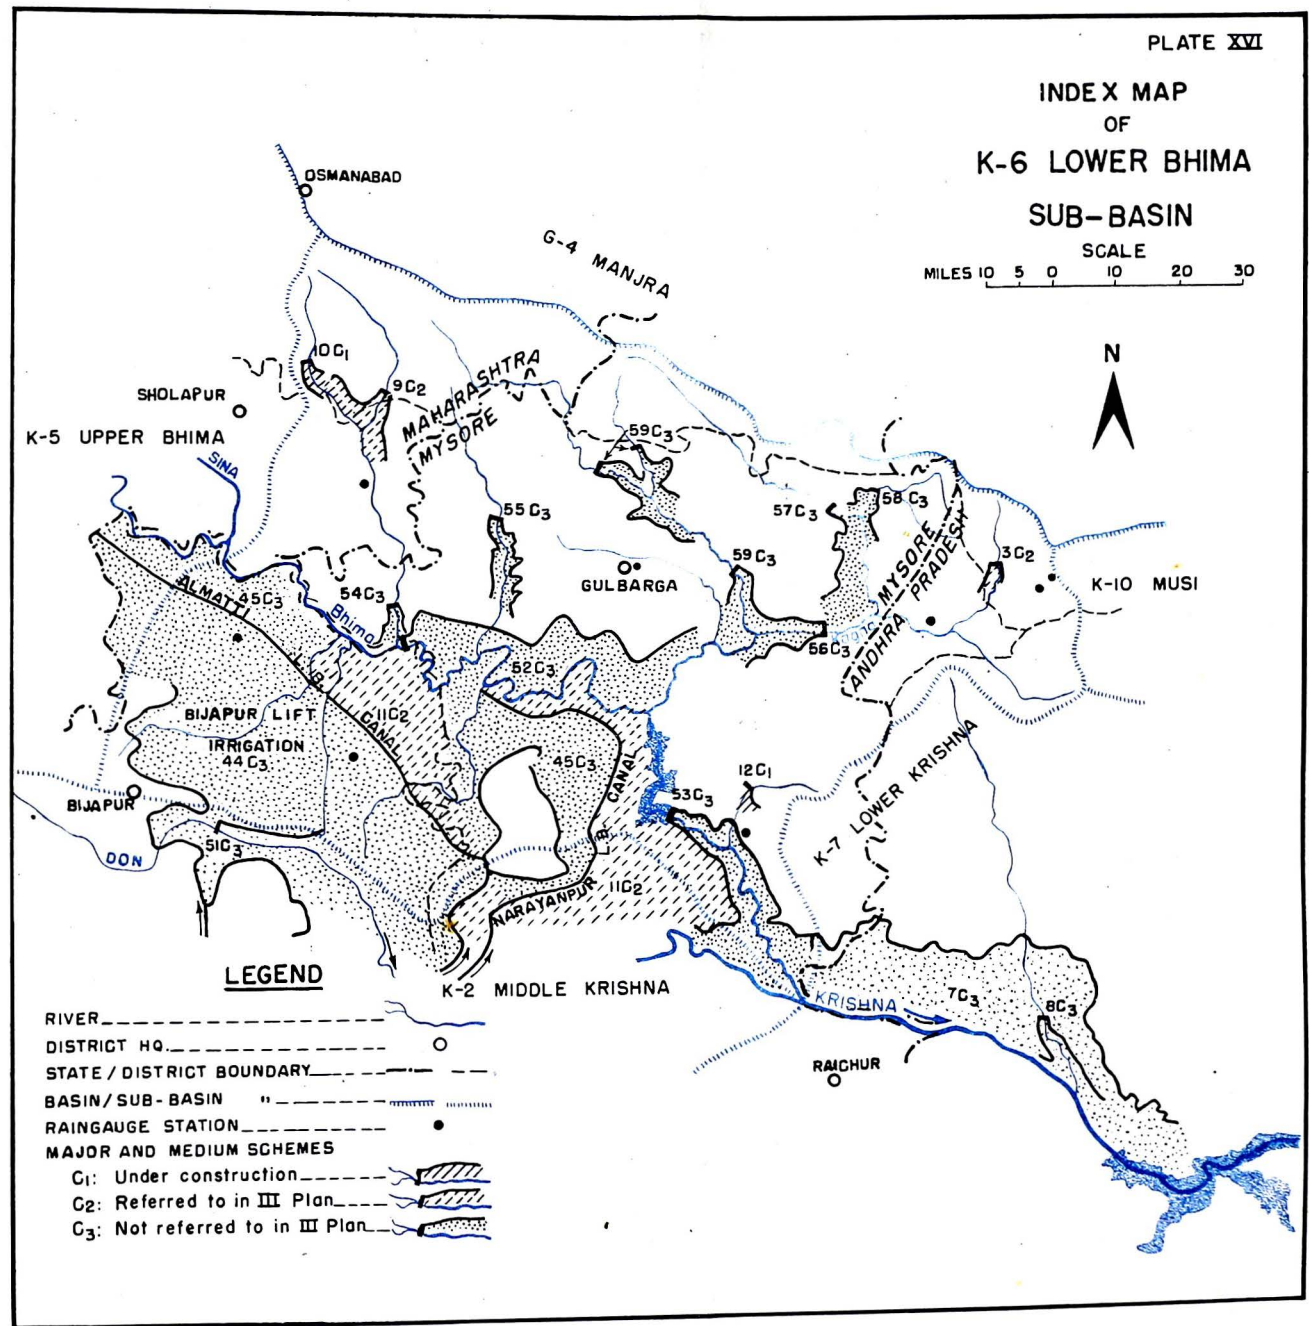 PLATE XVI
INDEX MAP
OF
K-6 LOWER BHIMA
SUB-BASIN
SCALE
MILES 10 5 0 10 20 30
N
OSMANABAD
G-4 MANJRA
10C1
9C2
MAHARASHTRA
MYSORE
SHOLAPUR
K-5 UPPER BHIMA
SINA
59C3
55C3
57C3
58C3
MYSORE
ANDHRA PRADESH
3C2
K-10 MUSI
59C3
GULBARGA
ALMATTI
45C3
54C3
Bhima
56C3
52C3
L.B.
CANAL
11C2
BIJAPUR LIFT
IRRIGATION
44C3
45C3
CANAL
L.B.
NARAYANPUR
11C2
BIJAPUR
DON
51C3
53C3
12C1
K-7 LOWER KRISHNA
K-2 MIDDLE KRISHNA
KRISHNA
7C3
8C3
RAICHUR
LEGEND
RIVER
DISTRICT HQ.
STATE / DISTRICT BOUNDARY
BASIN/SUB-BASIN "
RAINGAUGE STATION
MAJOR AND MEDIUM SCHEMES
C1: Under construction
C2: Referred to in III Plan
C3: Not referred to in III Plan